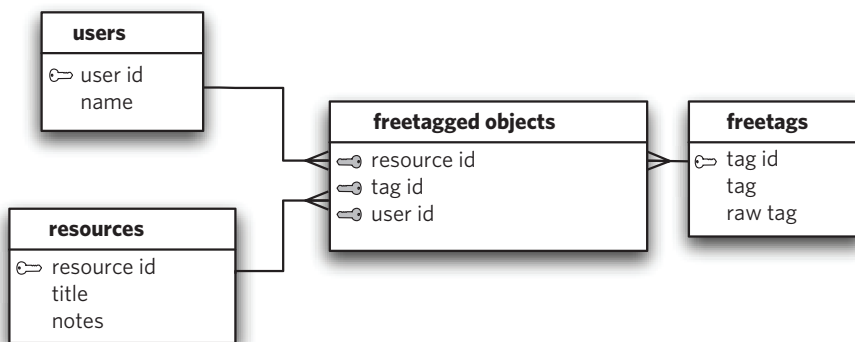 users
user id
name
freetagged objects
resource id
tag id
user id
freetags
tag id
tag
raw tag
resources
resource id
title
notes